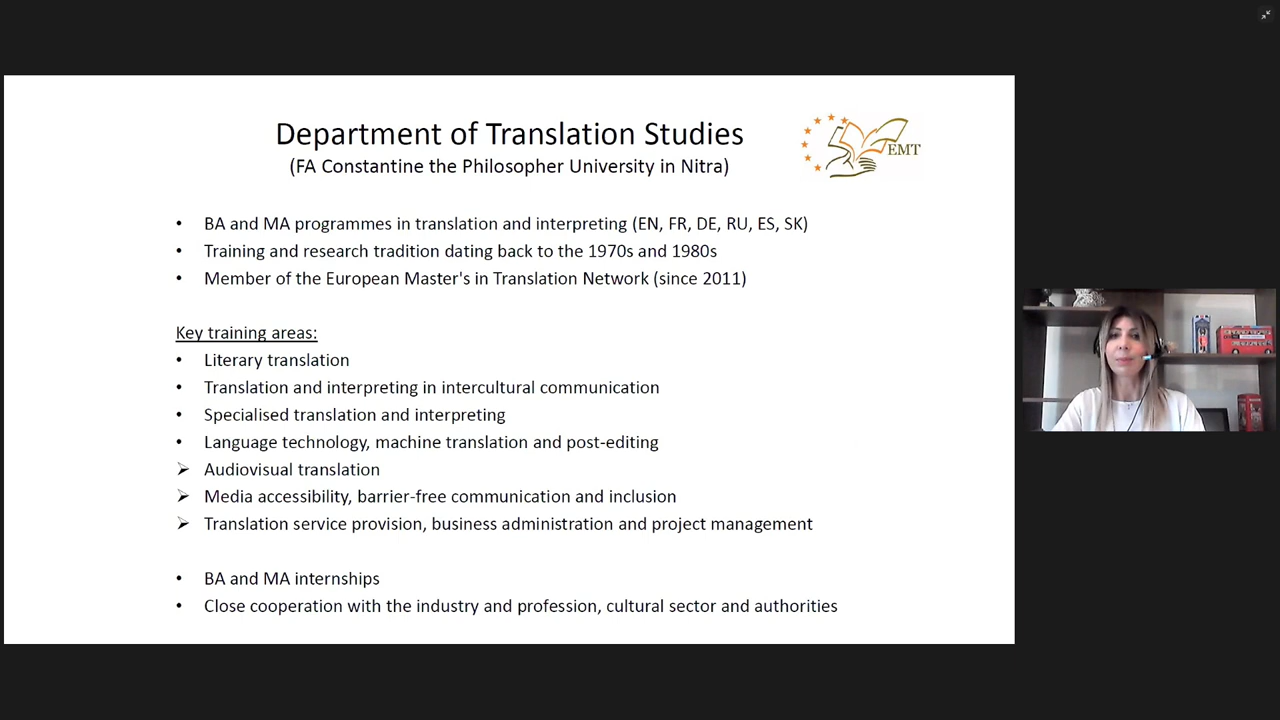 Department of Translation Studies
(FA Constantine the Philosopher University in Nitra)
EMT
• BA and MA programmes in translation and interpreting (EN, FR, DE, RU, ES, SK)
• Training and research tradition dating back to the 1970s and 1980s
• Member of the European Master's in Translation Network (since 2011)
Key training areas:
• Literary translation
• Translation and interpreting in intercultural communication
• Specialised translation and interpreting
• Language technology, machine translation and post-editing
➢ Audiovisual translation
➢ Media accessibility, barrier-free communication and inclusion
➢ Translation service provision, business administration and project management
• BA and MA internships
• Close cooperation with the industry and profession, cultural sector and authorities